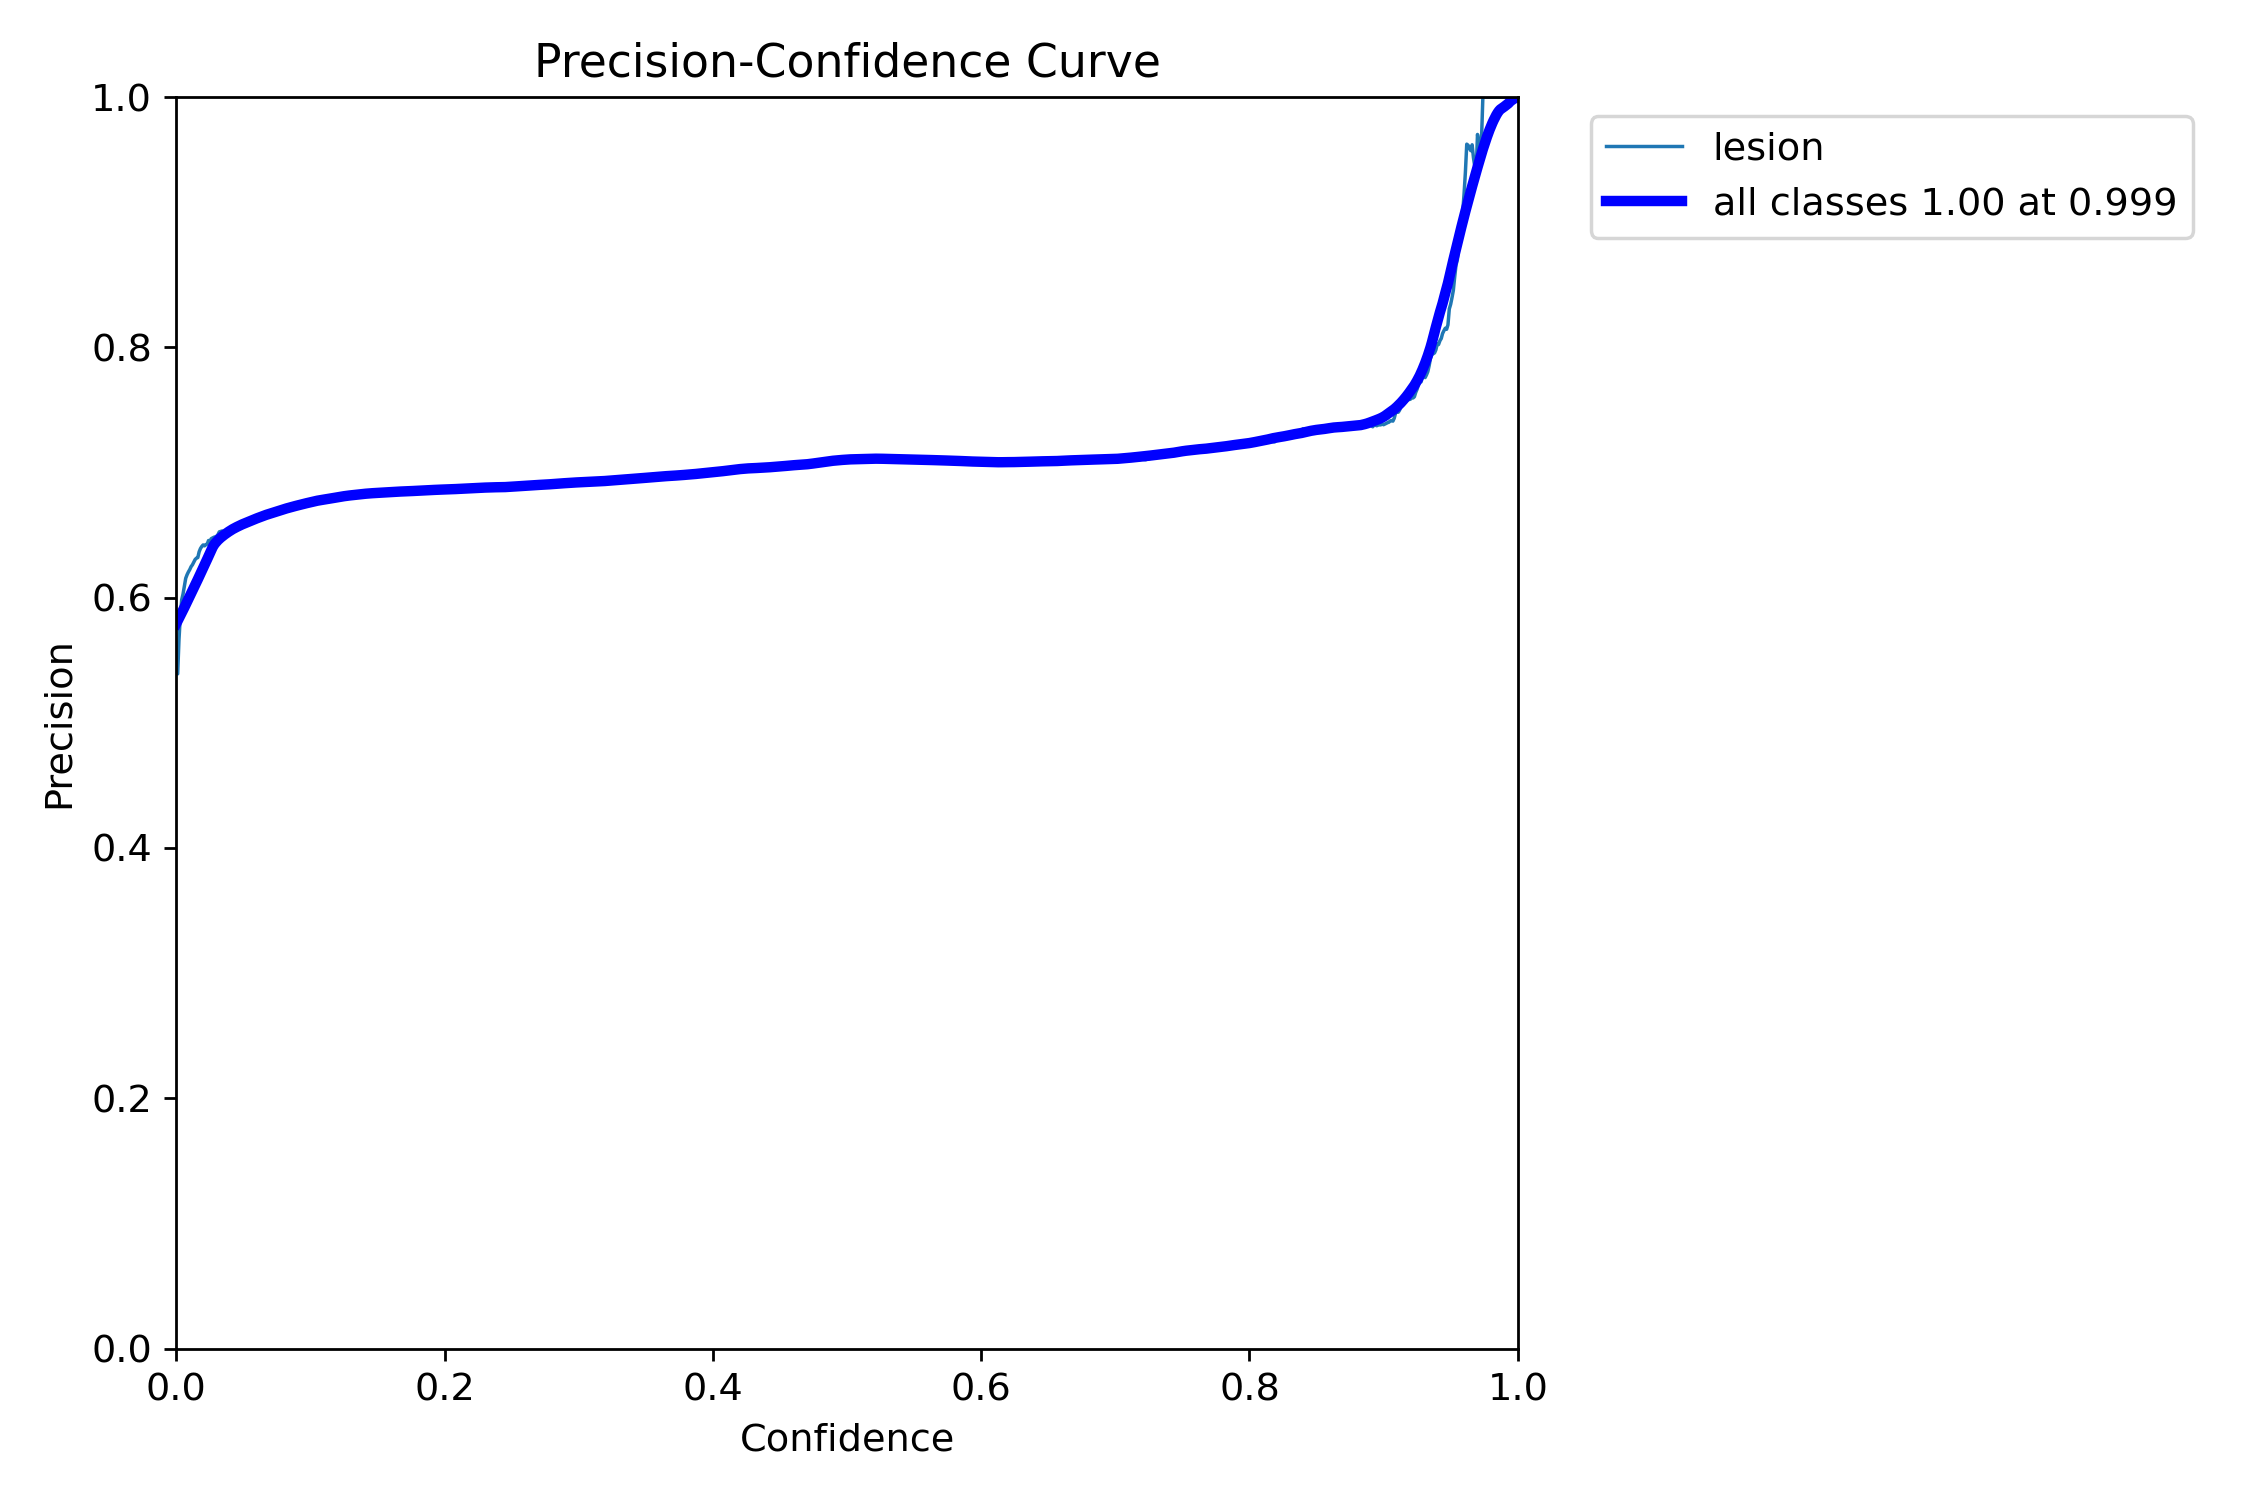 Precision-Confidence Curve
1.0
0.8
0.6
0.4
0.2
0.0
Precision
0.0 0.2 0.4 0.6 0.8 1.0
Confidence
lesion
all classes 1.00 at 0.999